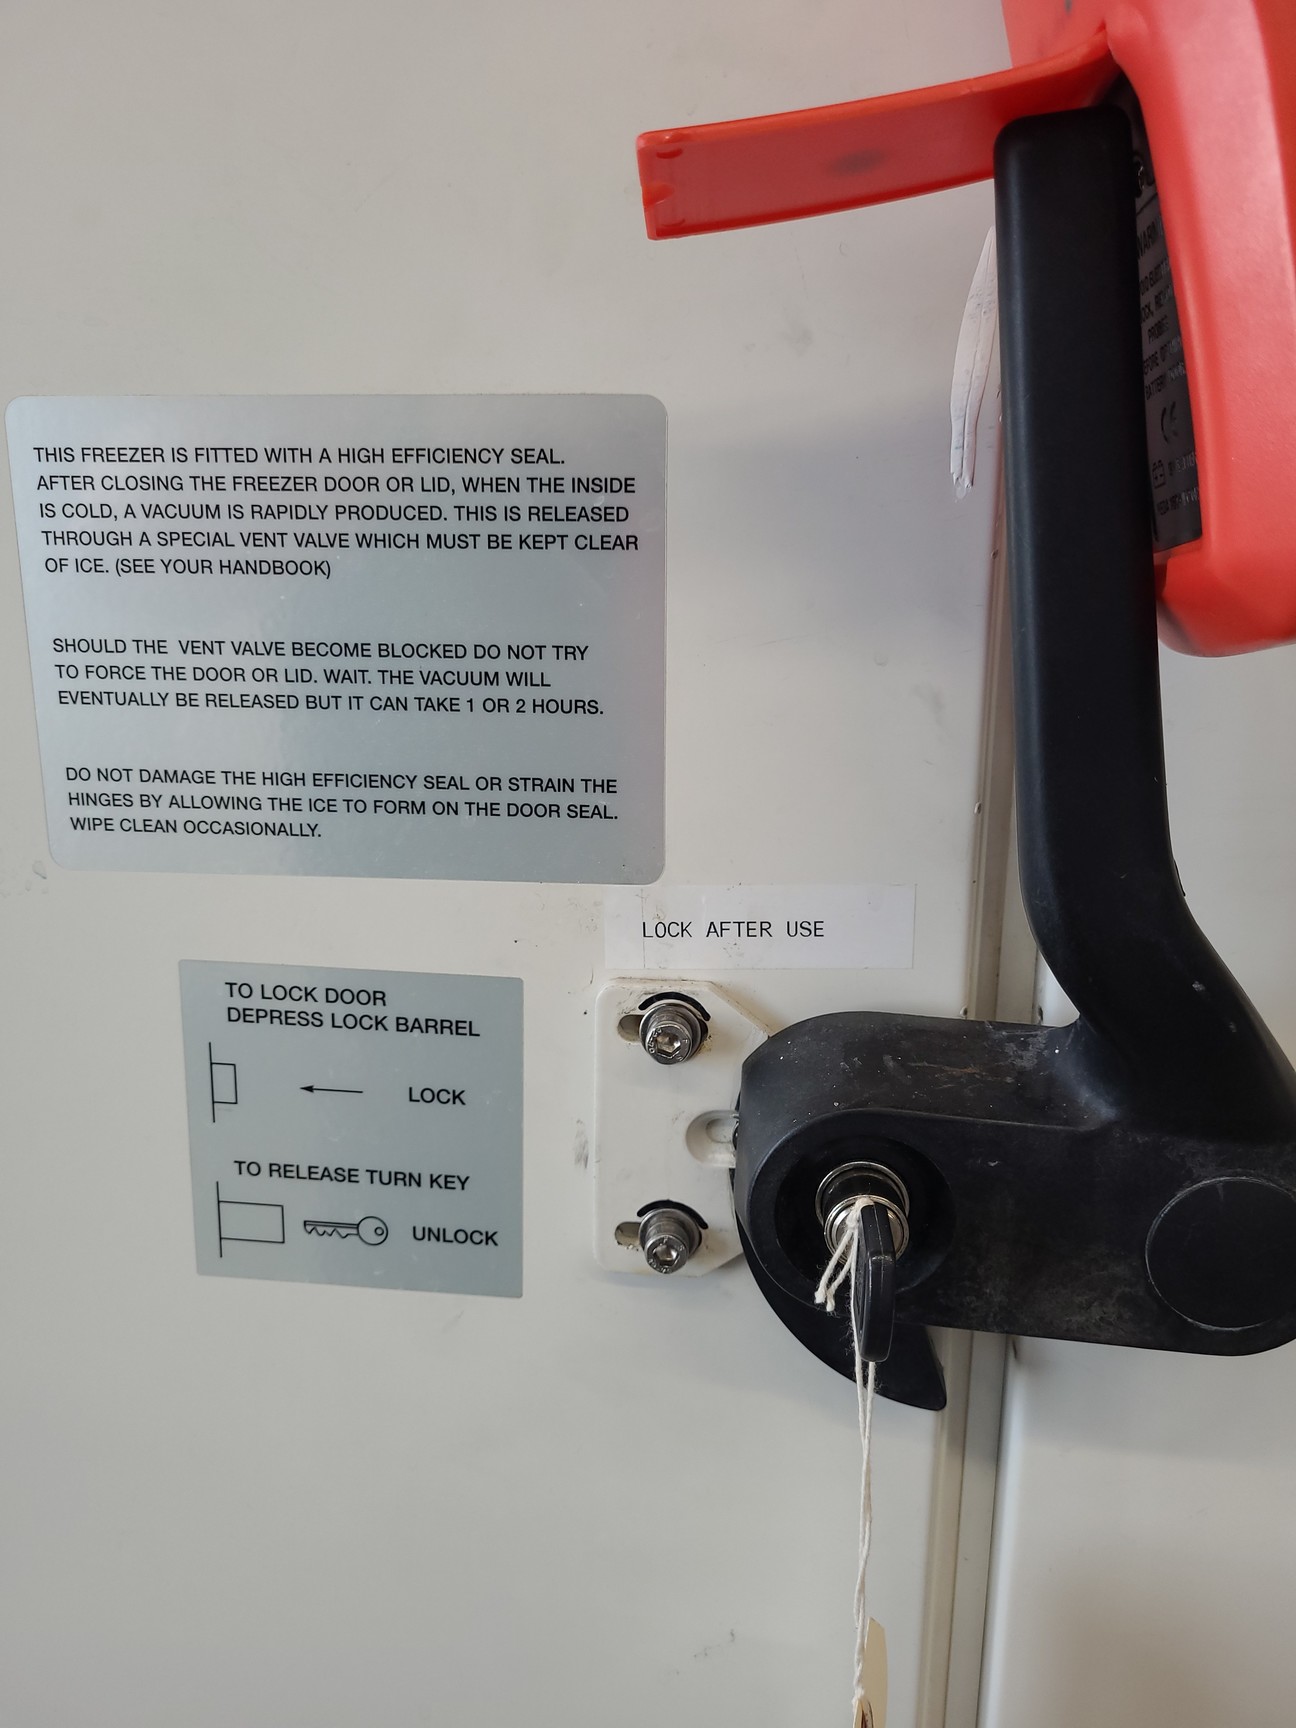 THIS FREEZER IS FITTED WITH A HIGH EFFICIENCY SEAL.
AFTER CLOSING THE FREEZER DOOR OR LID, WHEN THE INSIDE
IS COLD, A VACUUM IS RAPIDLY PRODUCED. THIS IS RELEASED
THROUGH A SPECIAL VENT VALVE WHICH MUST BE KEPT CLEAR
OF ICE. (SEE YOUR HANDBOOK)
SHOULD THE VENT VALVE BECOME BLOCKED DO NOT TRY
TO FORCE THE DOOR OR LID. WAIT. THE VACUUM WILL
EVENTUALLY BE RELEASED BUT IT CAN TAKE 1 OR 2 HOURS.
DO NOT DAMAGE THE HIGH EFFICIENCY SEAL OR STRAIN THE
HINGES BY ALLOWING THE ICE TO FORM ON THE DOOR SEAL.
WIPE CLEAN OCCASIONALLY.
LOCK AFTER USE
TO LOCK DOOR
DEPRESS LOCK BARREL
LOCK
TO RELEASE TURN KEY
UNLOCK